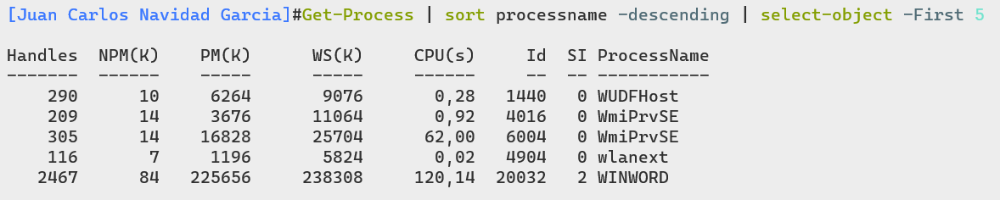 [Juan Carlos Navidad Garcia]#Get-Process | sort processname -descending | select-object -First 5
Handles  NPM(K)    PM(K)      WS(K)     CPU(s)     Id  SI ProcessName
-------  ------    -----      -----     ------     --  -- -----------
    290      10     6264       9076       0,28   1440   0 WUDFHost
    209      14     3676      11064       0,92   4016   0 WmiPrvSE
    305      14    16828      25704      62,00   6004   0 WmiPrvSE
    116       7     1196       5824       0,02   4904   0 wlanext
   2467      84   225656     238308     120,14  20032   2 WINWORD